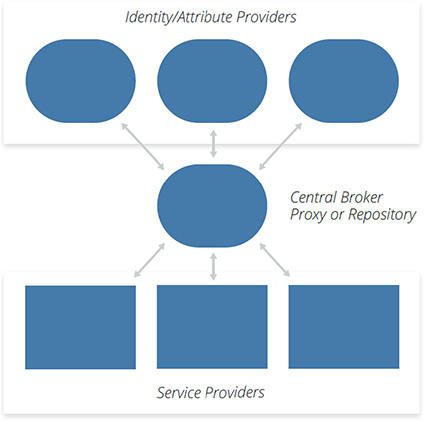 Identity/Attribute Providers
Central Broker
Proxy or Repository
Service Providers